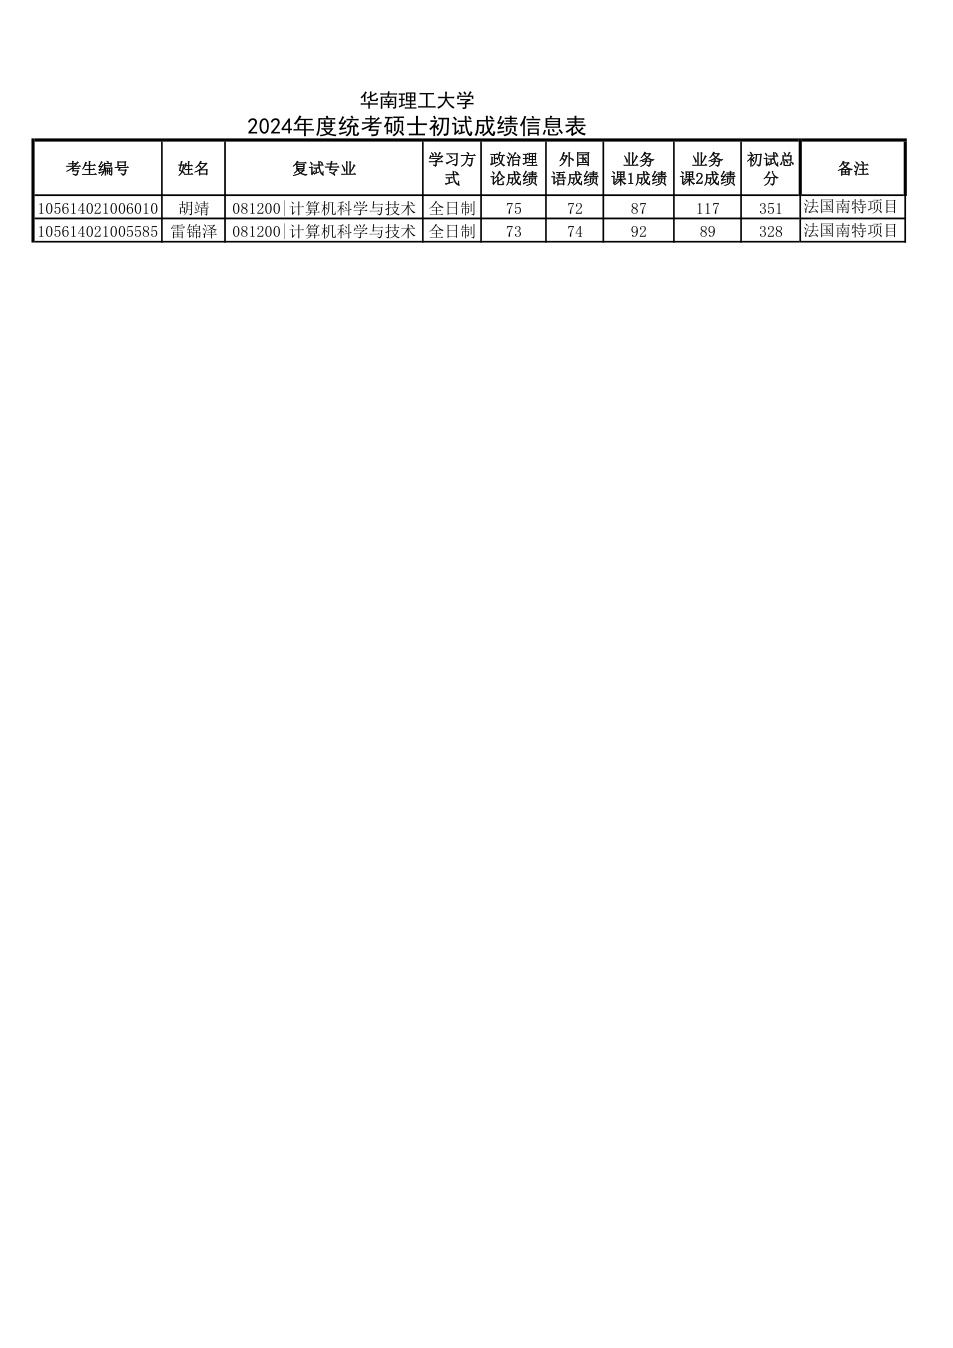 华南理工大学
2024年度统考硕士初试成绩信息表
考生编号 姓名 复试专业 学习方式 政治理论成绩 外国语成绩 业务课1成绩 业务课2成绩 初试总分 备注
105614021006010 胡靖 081200|计算机科学与技术 全日制 75 72 87 117 351 法国南特项目
105614021005585 雷锦泽 081200|计算机科学与技术 全日制 73 74 92 89 328 法国南特项目